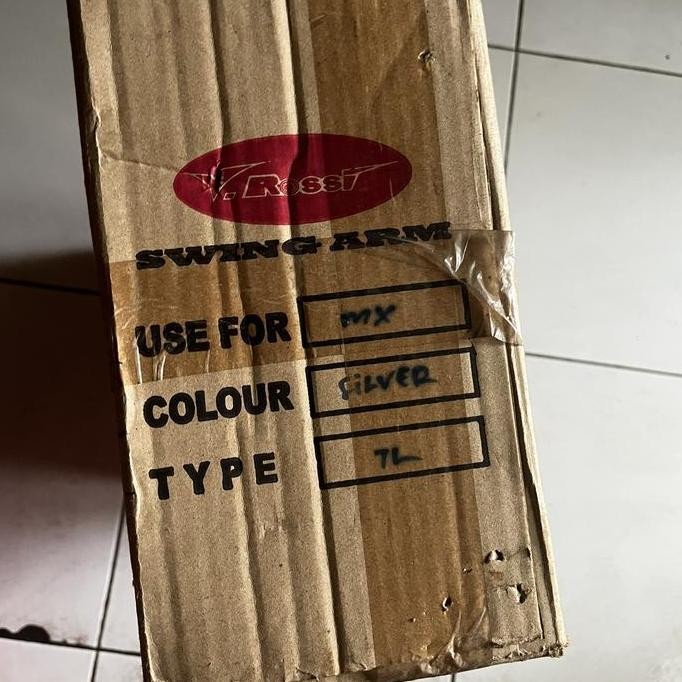 V. Rossi
SWING ARM
USE FOR MX
COLOUR SILVER
TYPE 7L